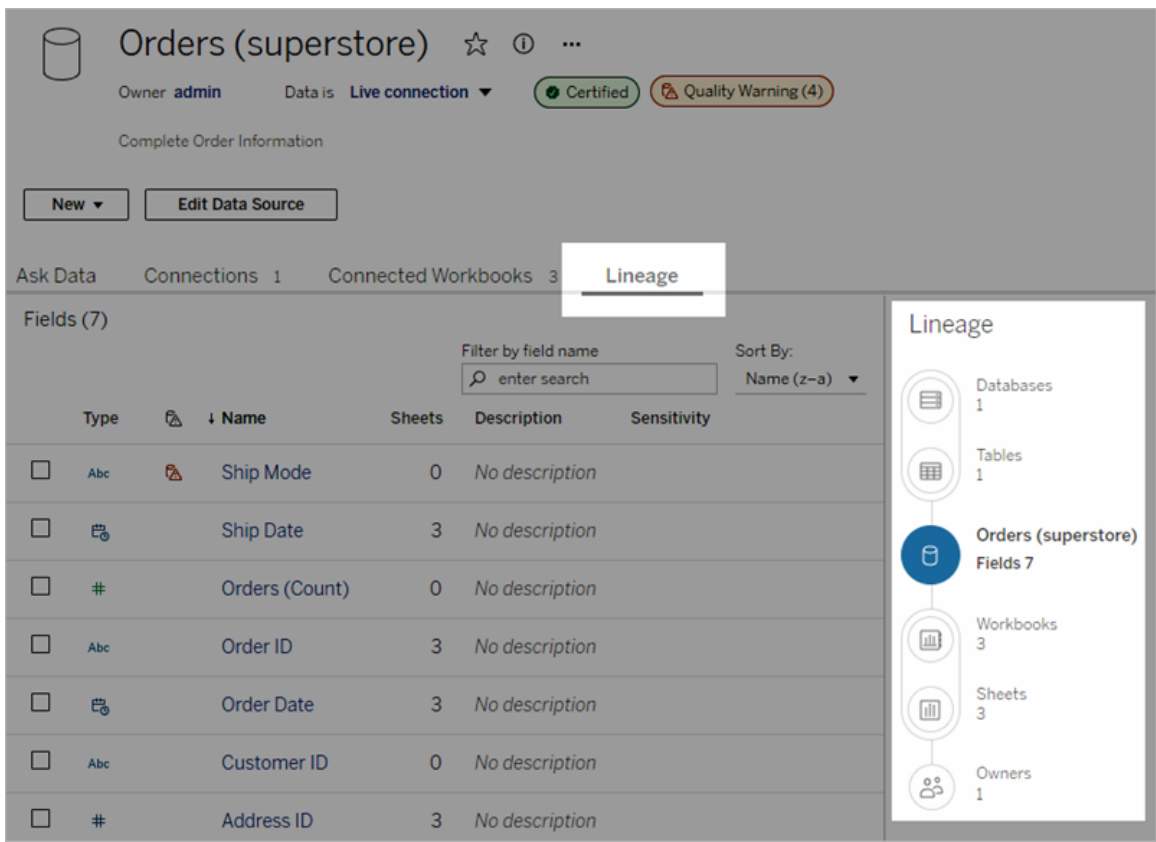 Orders (superstore)
Owner admin Data is Live connection Certified Quality Warning (4)
Complete Order Information
New Edit Data Source
Ask Data Connections 1 Connected Workbooks 3 Lineage
Fields (7)
Filter by field name Sort By:
enter search Name (z–a)
Type ↓ Name Sheets Description Sensitivity
Abc Ship Mode 0 No description
Ship Date 3 No description
# Orders (Count) 0 No description
Abc Order ID 3 No description
Order Date 3 No description
Abc Customer ID 0 No description
# Address ID 3 No description
Lineage
Databases
1
Tables
1
Orders (superstore)
Fields 7
Workbooks
3
Sheets
3
Owners
1